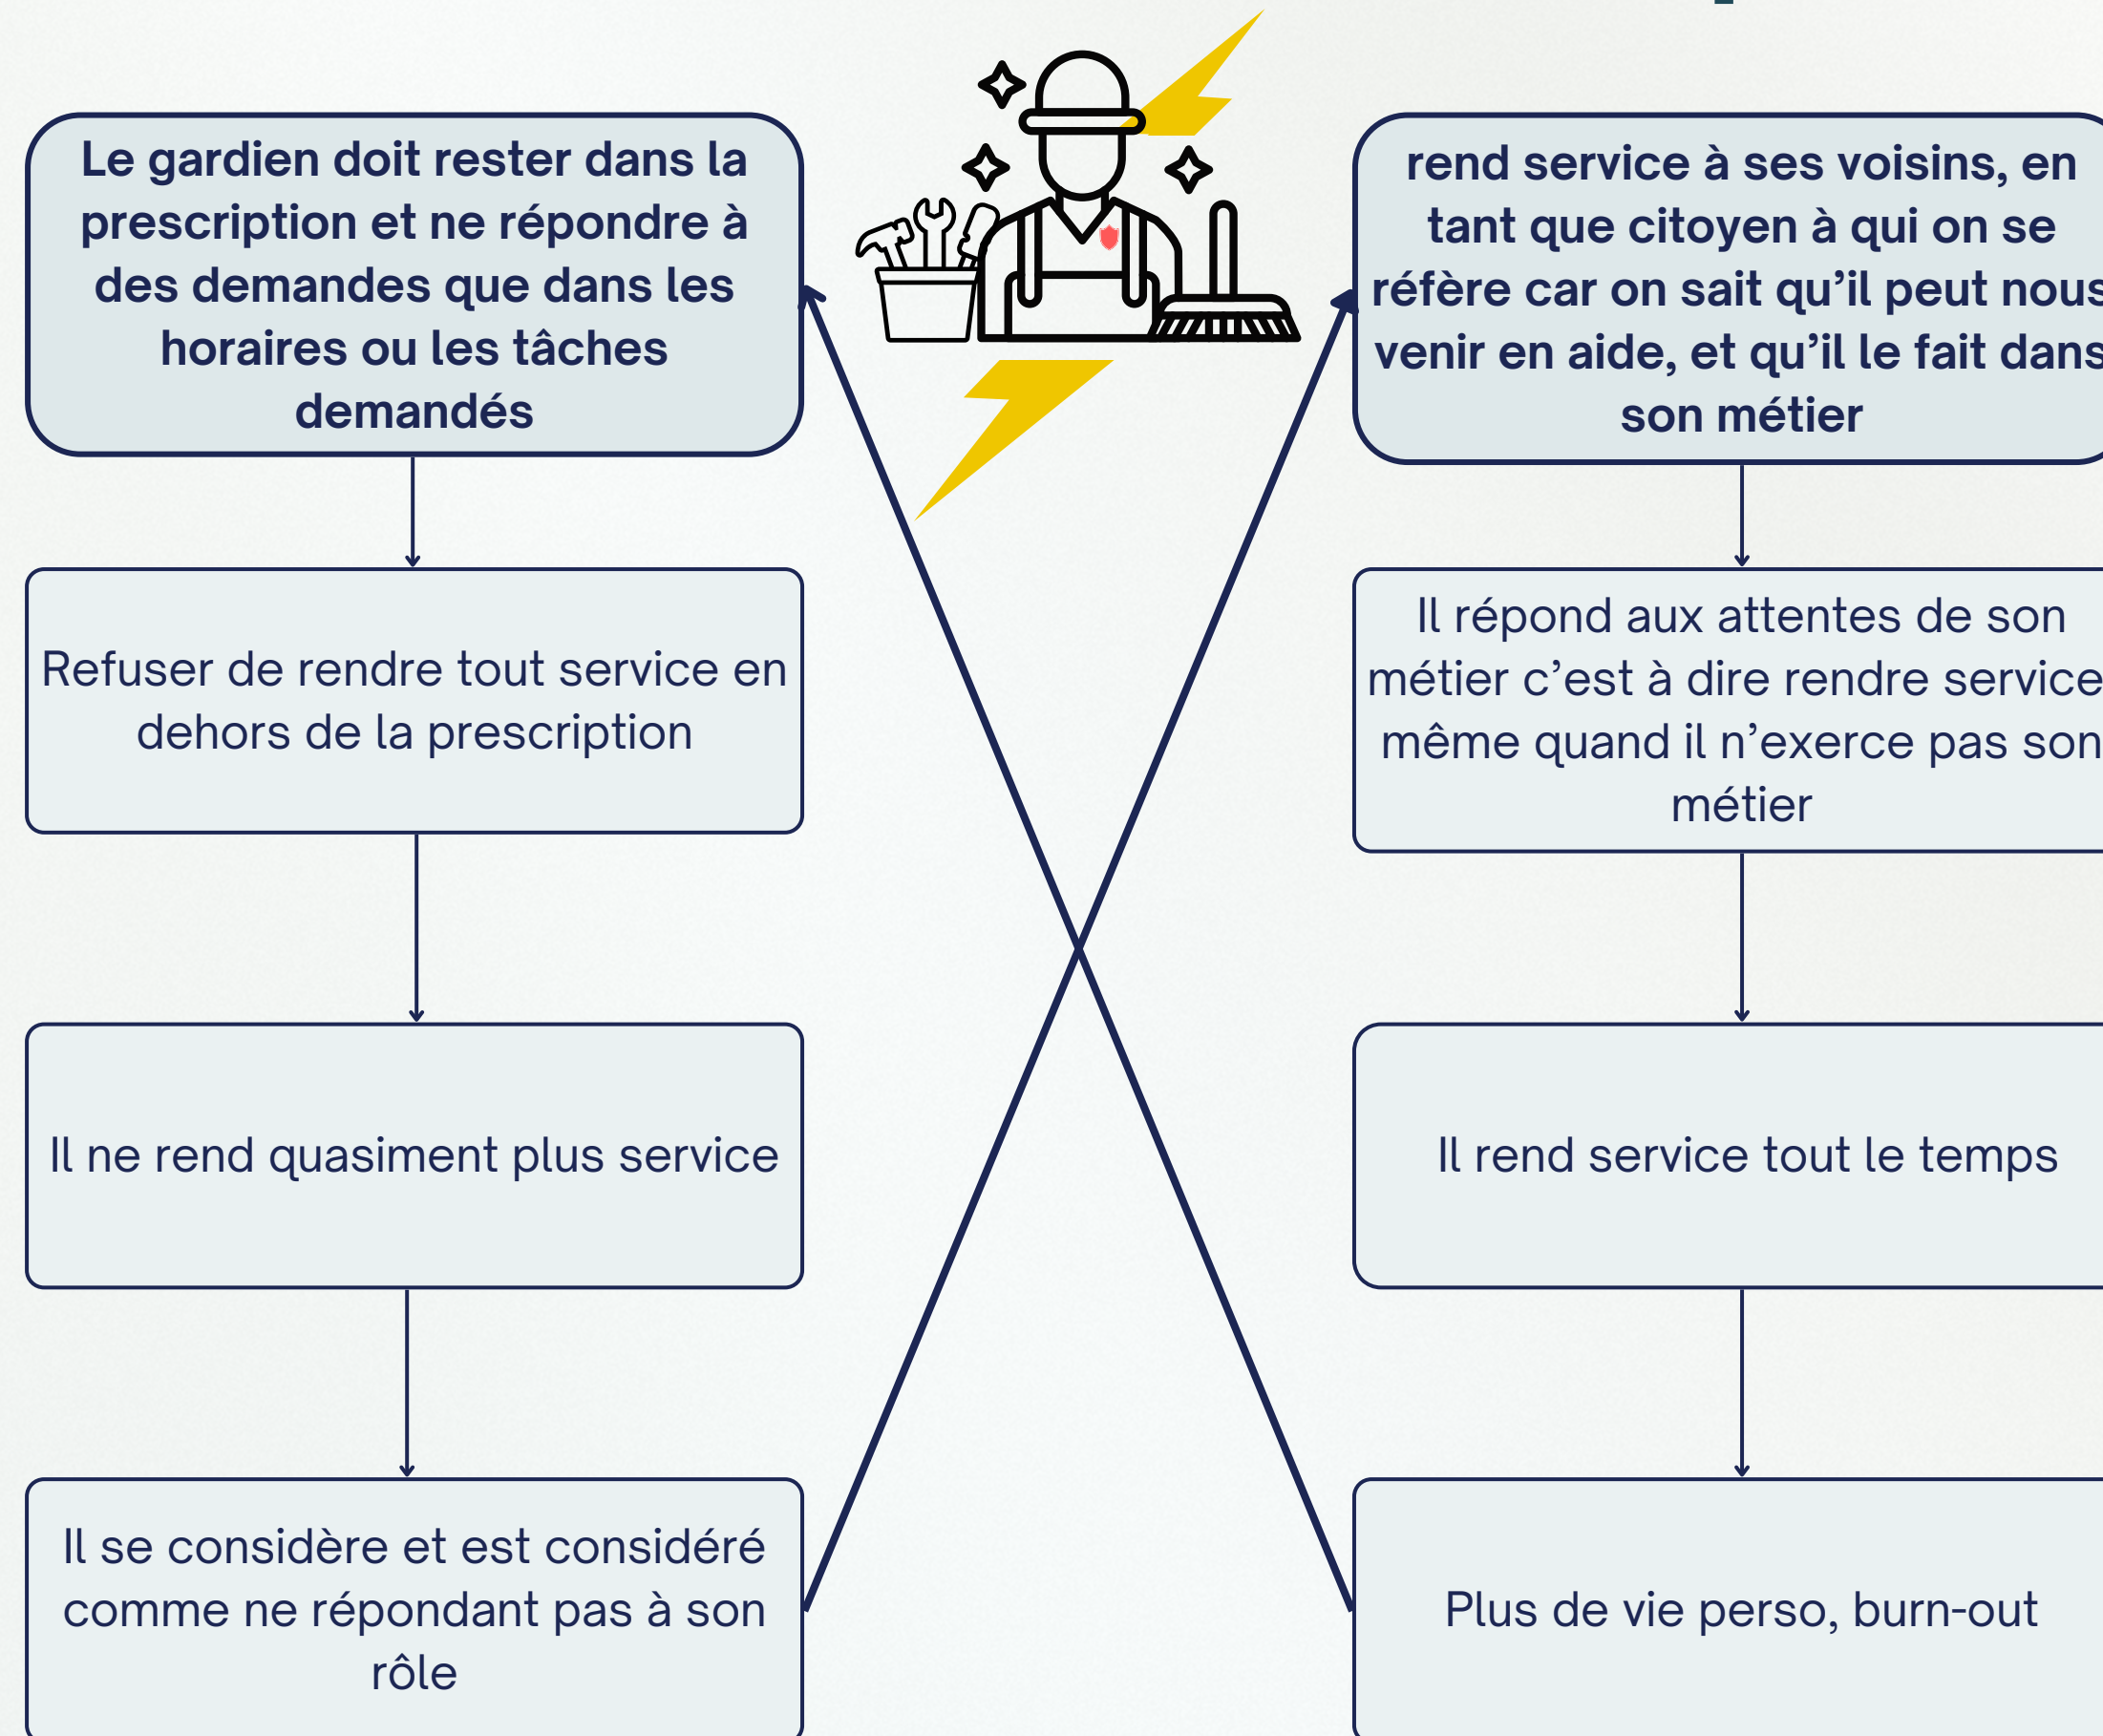 Le gardien doit rester dans la
prescription et ne répondre à
des demandes que dans les
horaires ou les tâches
demandés
Refuser de rendre tout service en
dehors de la prescription
Il ne rend quasiment plus service
Il se considère et est considéré
comme ne répondant pas à son
rôle
rend service à ses voisins, en
tant que citoyen à qui on se
réfère car on sait qu’il peut nous
venir en aide, et qu’il le fait dans
son métier
Il répond aux attentes de son
métier c’est à dire rendre service
même quand il n’exerce pas son
métier
Il rend service tout le temps
Plus de vie perso, burn-out